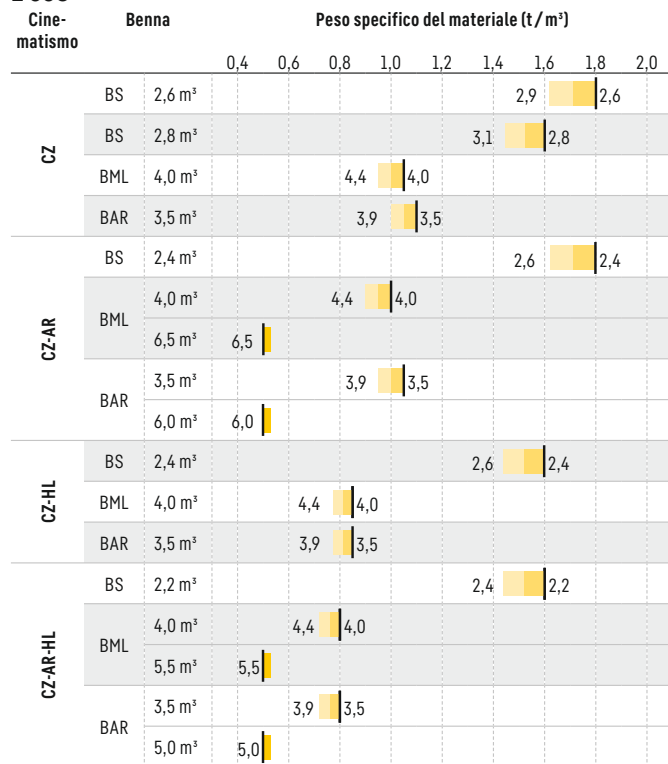 Cine-
matismo
Benna
Peso specifico del materiale (t/m³)
0,4 0,6 0,8 1,0 1,2 1,4 1,6 1,8 2,0
CZ
BS 2,6 m³ 2,9 2,6
BS 2,8 m³ 3,1 2,8
BML 4,0 m³ 4,4 4,0
BAR 3,5 m³ 3,9 3,5
CZ-AR
BS 2,4 m³ 2,6 2,4
BML
4,0 m³ 4,4 4,0
6,5 m³ 6,5
BAR
3,5 m³ 3,9 3,5
6,0 m³ 6,0
CZ-HL
BS 2,4 m³ 2,6 2,4
BML 4,0 m³ 4,4 4,0
BAR 3,5 m³ 3,9 3,5
CZ-AR-HL
BS 2,2 m³ 2,4 2,2
BML
4,0 m³ 4,4 4,0
5,5 m³ 5,5
BAR
3,5 m³ 3,9 3,5
5,0 m³ 5,0